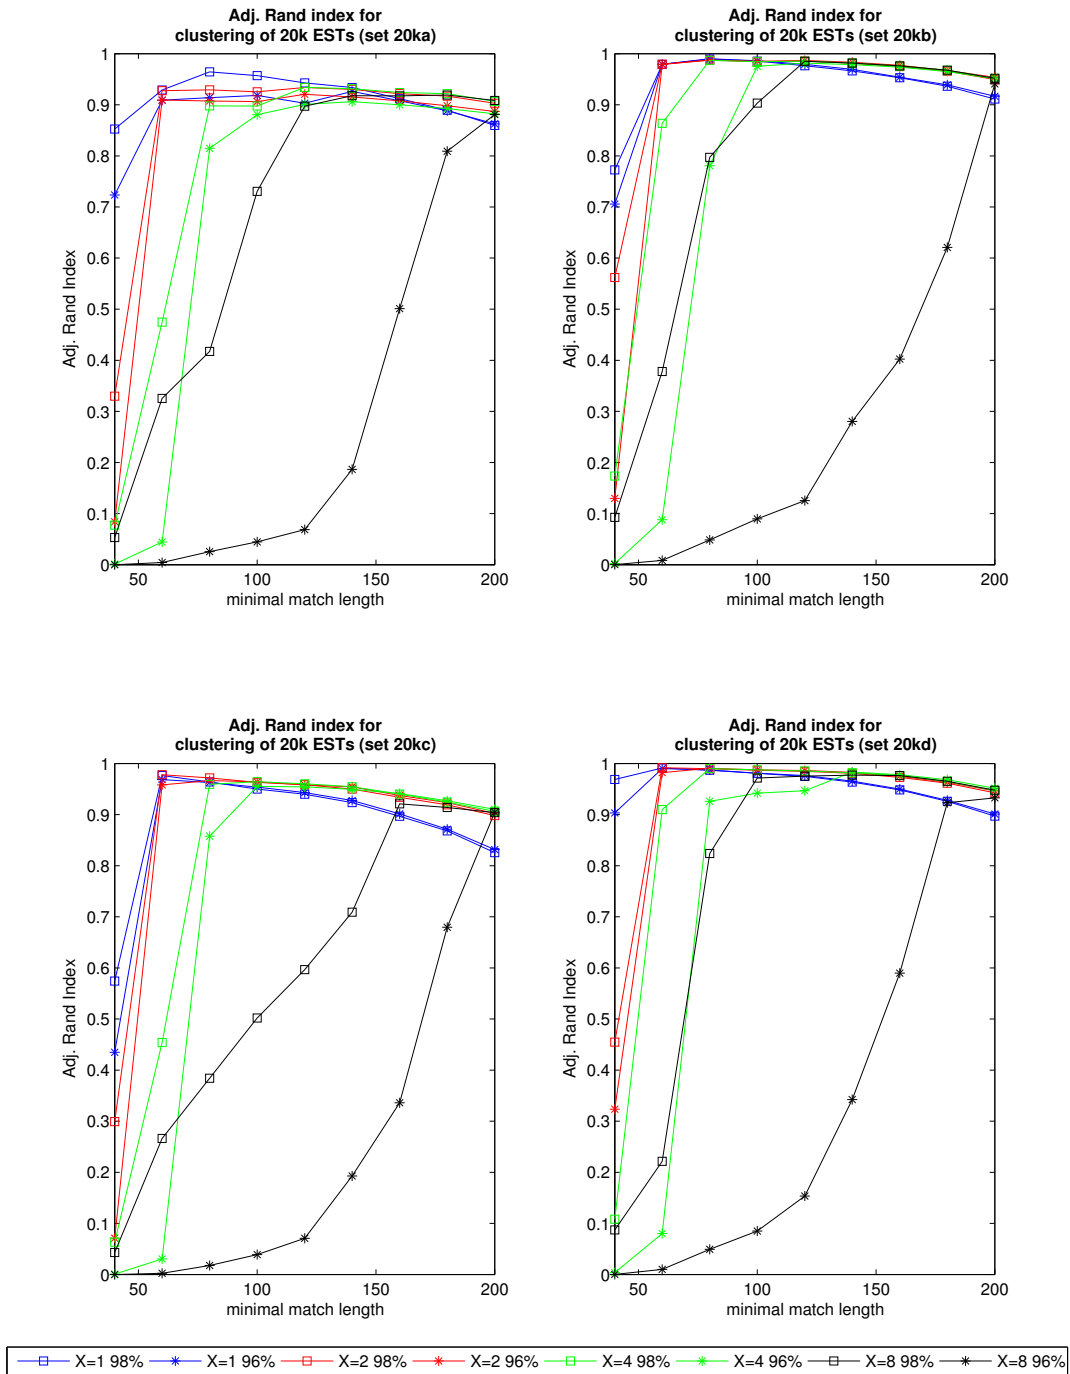 Adj. Rand index for
clustering of 20k ESTs (set 20ka)
1
0.9
0.8
0.7
0.6
0.5
0.4
0.3
0.2
0.1
0
Adj. Rand Index
50 100 150 200
minimal match length
Adj. Rand index for
clustering of 20k ESTs (set 20kb)
1
0.9
0.8
0.7
0.6
0.5
0.4
0.3
0.2
0.1
0
Adj. Rand Index
50 100 150 200
minimal match length
Adj. Rand index for
clustering of 20k ESTs (set 20kc)
1
0.9
0.8
0.7
0.6
0.5
0.4
0.3
0.2
0.1
0
Adj. Rand Index
50 100 150 200
minimal match length
Adj. Rand index for
clustering of 20k ESTs (set 20kd)
1
0.9
0.8
0.7
0.6
0.5
0.4
0.3
0.2
0.1
0
Adj. Rand Index
50 100 150 200
minimal match length
X=1 98% X=1 96% X=2 98% X=2 96% X=4 98% X=4 96% X=8 98% X=8 96%